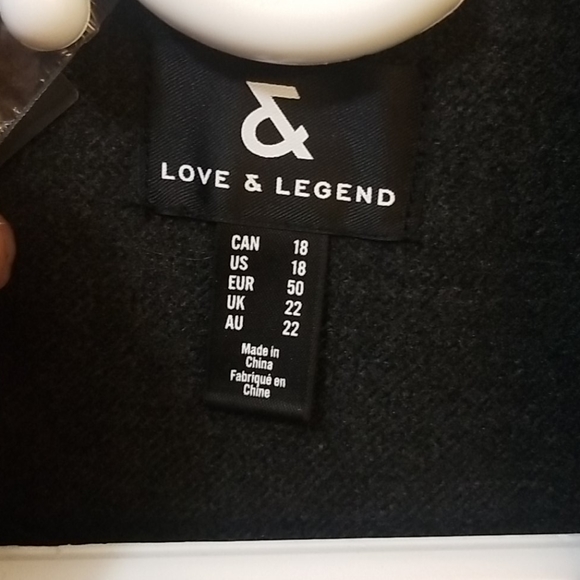 &
LOVE & LEGEND
CAN 18
US 18
EUR 50
UK 22
AU 22
Made in
China
Fabriqué en
Chine